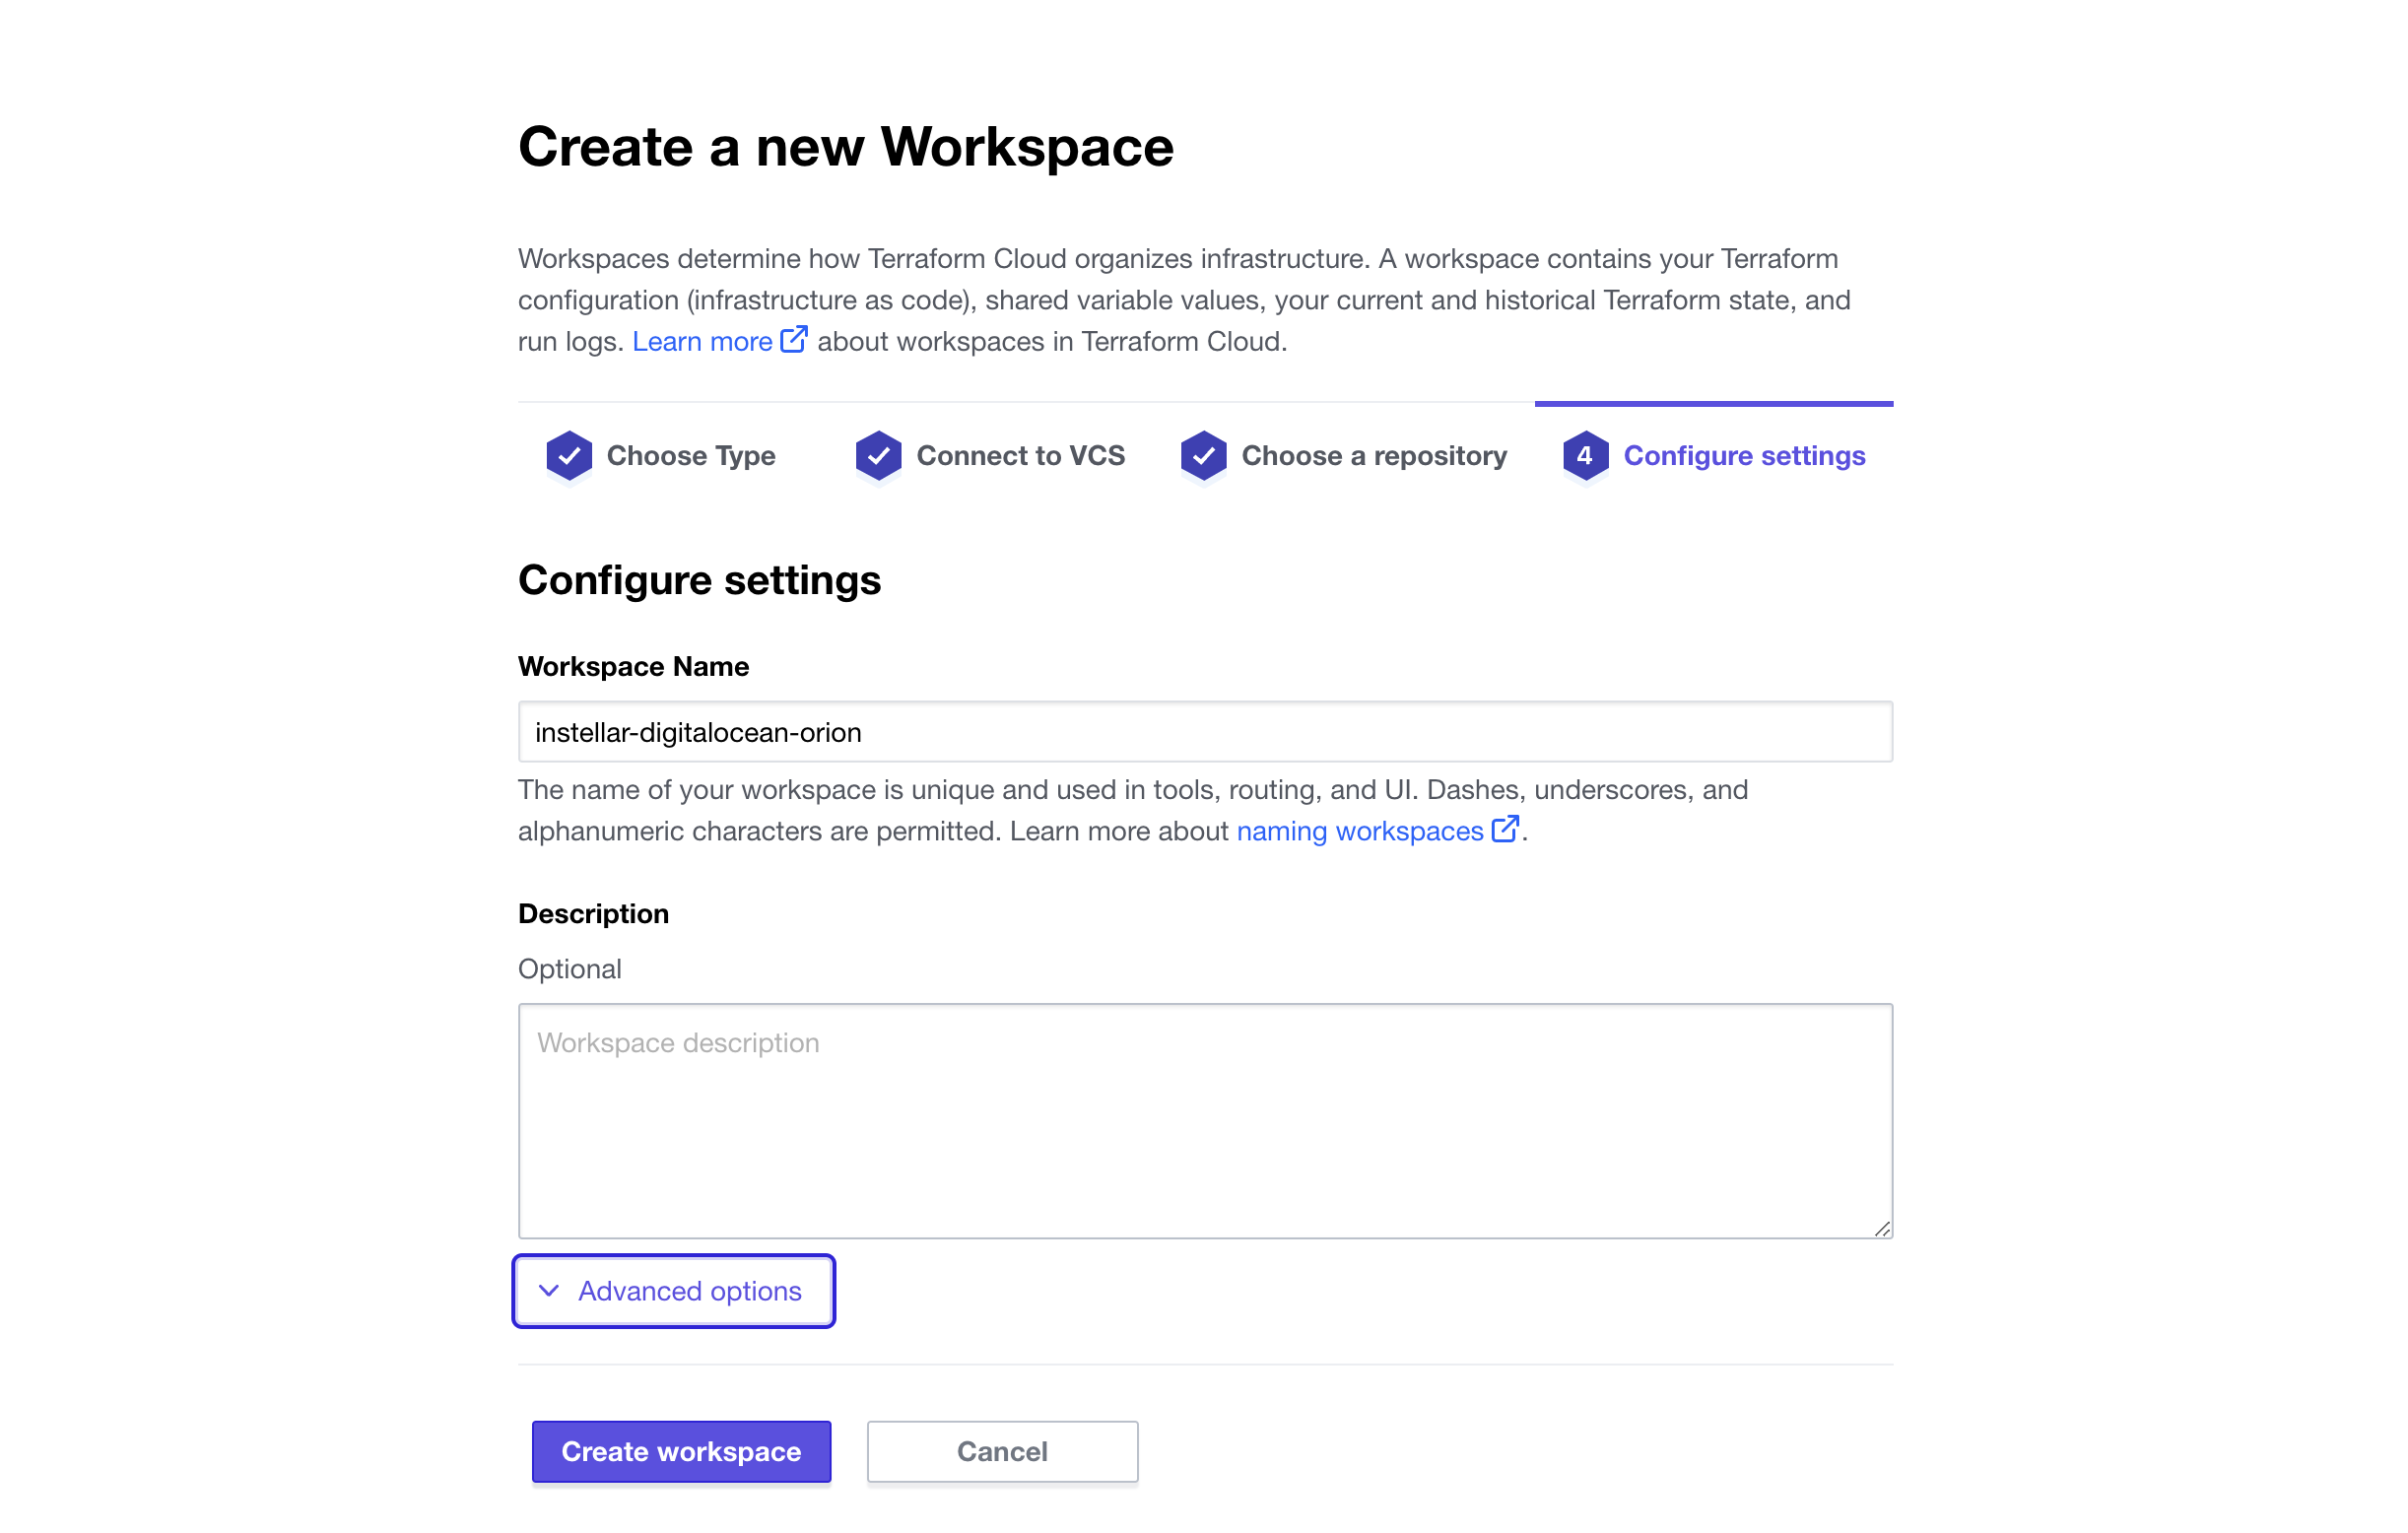 Create a new Workspace
Workspaces determine how Terraform Cloud organizes infrastructure. A workspace contains your Terraform
configuration (infrastructure as code), shared variable values, your current and historical Terraform state, and
run logs. Learn more about workspaces in Terraform Cloud.
Choose Type
Connect to VCS
Choose a repository
4 Configure settings
Configure settings
Workspace Name
instellar-digitalocean-orion
The name of your workspace is unique and used in tools, routing, and UI. Dashes, underscores, and
alphanumeric characters are permitted. Learn more about naming workspaces.
Description
Optional
Workspace description
Advanced options
Create workspace
Cancel